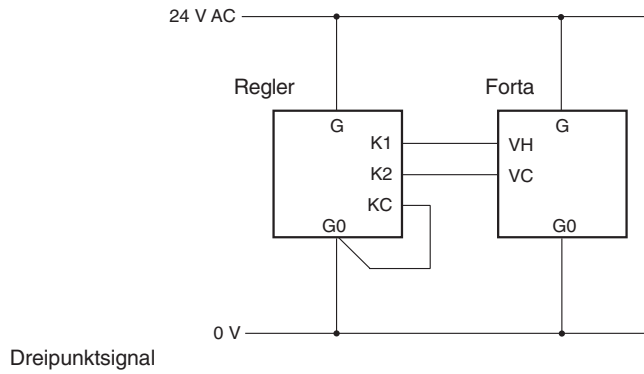 24 V AC
Regler
Forta
G
G
K1
VH
K2
VC
KC
G0
G0
0 V
Dreipunktsignal